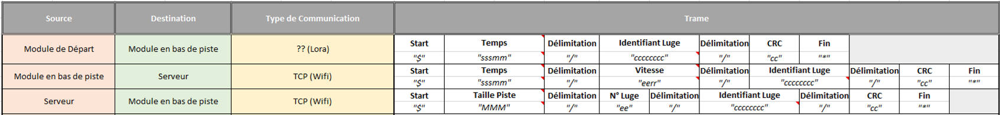 Source Destination Type de Communication Trame
Module de Départ Module en bas de piste ?? (Lora) Start Temps Délimitation Identifiant Luge Délimitation CRC Fin
"$" "sssmm" "/" "cccccccc" "/" "cc" "*"
Module en bas de piste Serveur TCP (Wifi) Start Temps Délimitation Vitesse Délimitation Identifiant Luge Délimitation CRC Fin
"$" "sssmm" "/" "eerr" "/" "cccccccc" "/" "cc" "*"
Serveur Module en bas de piste TCP (Wifi) Start Taille Piste Délimitation N° Luge Délimitation Identifiant Luge Délimitation CRC Fin
"$" "MMM" "/" "ee" "/" "cccccccc" "/" "cc" "*"